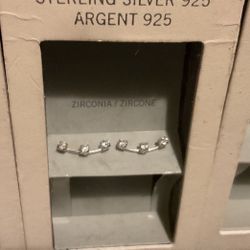 STERLING SILVER 925
ARGENT 925
ZIRCONIA / ZIRCONE